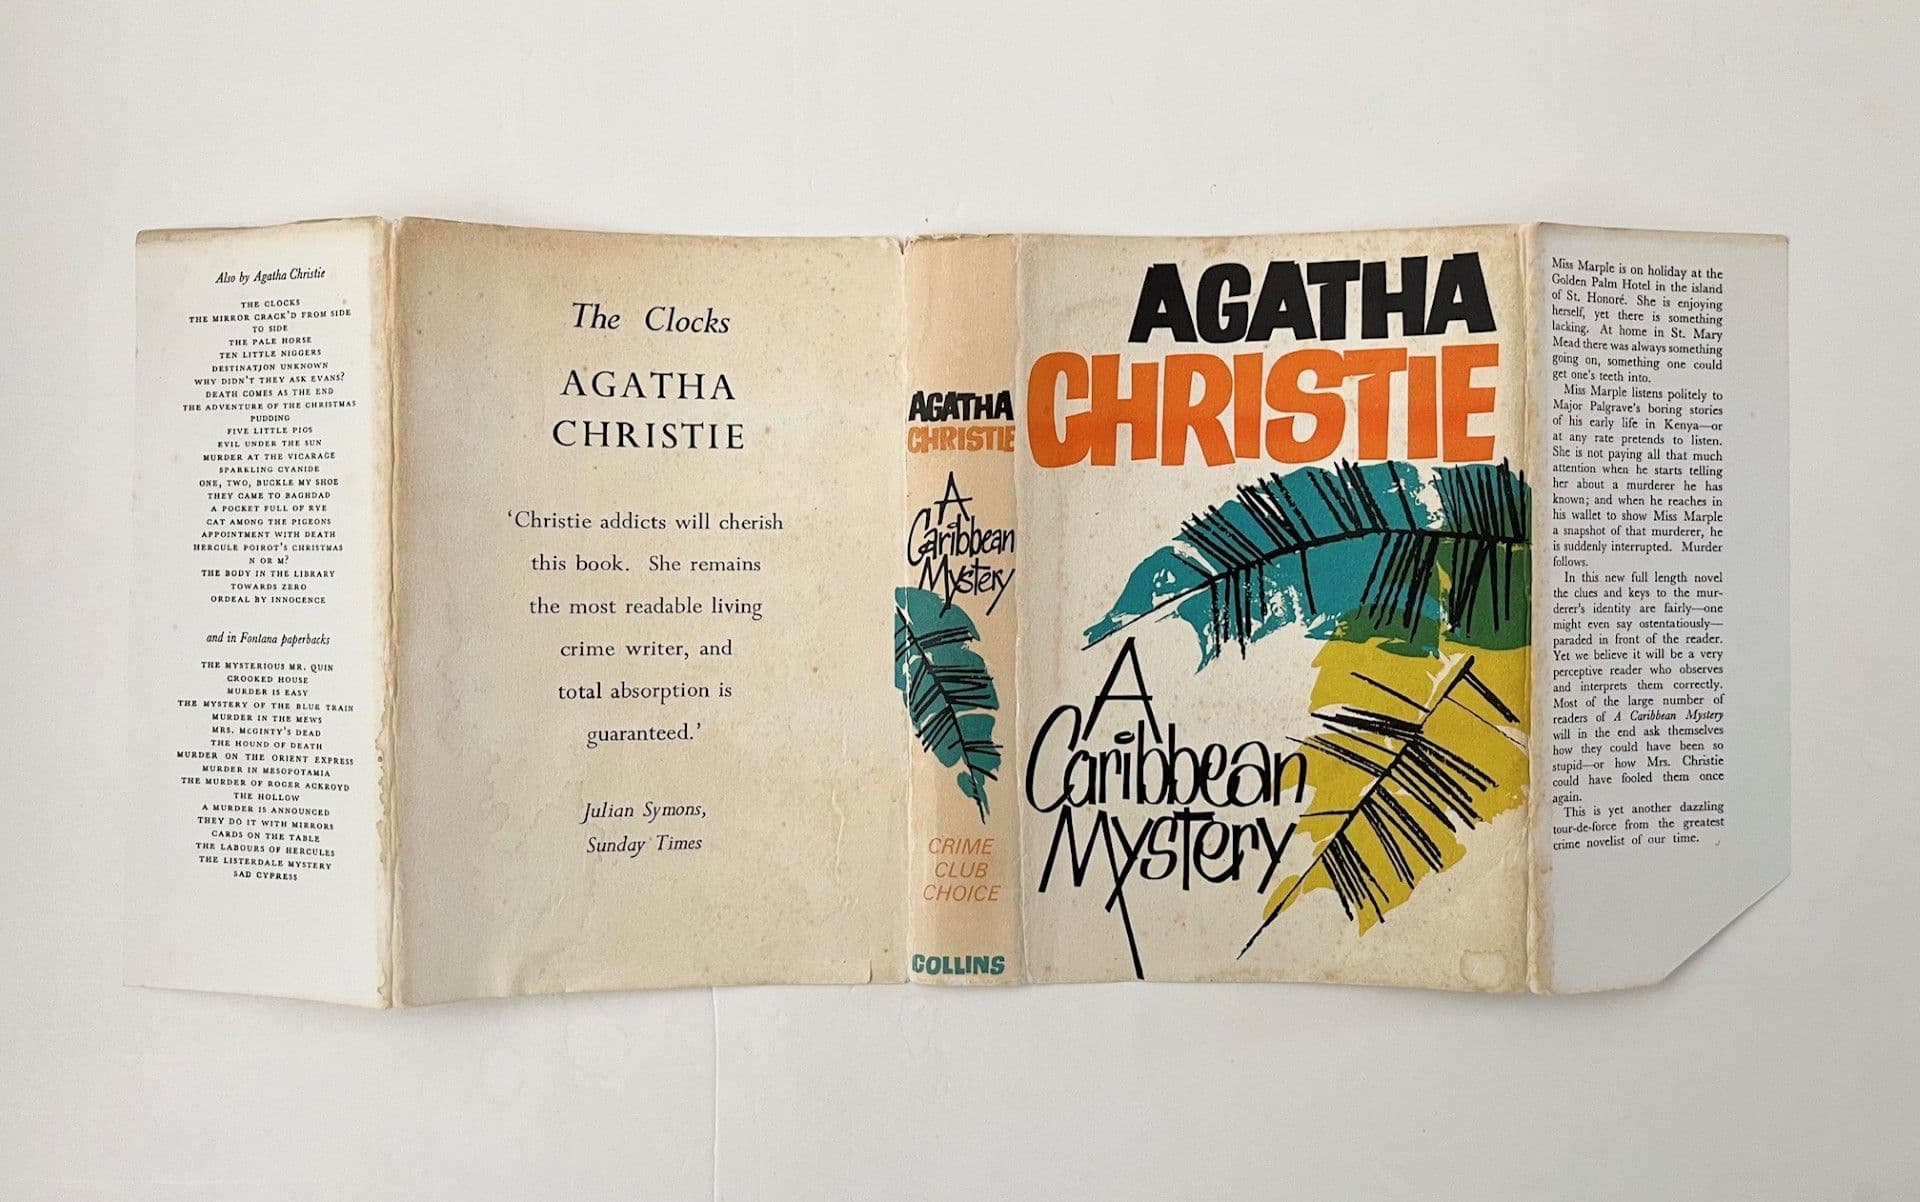 Also by Agatha Christie
THE CLOCKS
THE MIRROR CRACK'D FROM SIDE
TO SIDE
THE PALE HORSE
TEN LITTLE NIGGERS
DESTINATION UNKNOWN
WHY DIDN'T THEY ASK EVANS?
DEATH COMES AS THE END
THE ADVENTURE OF THE CHRISTMAS
PUDDING
FIVE LITTLE PIGS
EVIL UNDER THE SUN
MURDER AT THE VICARAGE
SPARKLING CYANIDE
ONE, TWO, BUCKLE MY SHOE
THEY CAME TO BAGHDAD
A POCKET FULL OF RYE
CAT AMONG THE PIGEONS
APPOINTMENT WITH DEATH
HERCULE POIROT'S CHRISTMAS
N OR M?
THE BODY IN THE LIBRARY
TOWARDS ZERO
ORDEAL BY INNOCENCE
and in Fontana paperbacks
THE MYSTERIOUS MR. QUIN
CROOKED HOUSE
MURDER IS EASY
THE MYSTERY OF THE BLUE TRAIN
MURDER IN THE MEWS
MRS. MCGINTY'S DEAD
THE HOUND OF DEATH
MURDER ON THE ORIENT EXPRESS
MURDER IN MESOPOTAMIA
THE MURDER OF ROGER ACKROYD
THE HOLLOW
A MURDER IS ANNOUNCED
THEY DO IT WITH MIRRORS
CARDS ON THE TABLE
THE LABOURS OF HERCULES
THE LISTERDALE MYSTERY
SAD CYPRESS
The Clocks
AGATHA
CHRISTIE
'Christie addicts will cherish
this book. She remains
the most readable living
crime writer, and
total absorption is
guaranteed.'
Julian Symons,
Sunday Times
AGATHA
CHRISTIE
A
Caribbean
Mystery
CRIME
CLUB
CHOICE
COLLINS
AGATHA
CHRISTIE
A
Caribbean
Mystery
Miss Marple is on holiday at the
Golden Palm Hotel in the island
of St. Honoré. She is enjoying
herself, yet there is something
lacking. At home in St. Mary
Mead there was always something
going on, something one could
get one's teeth into.
Miss Marple listens politely to
Major Palgrave's boring stories
of his early life in Kenya—or
at any rate pretends to listen.
She is not paying all that much
attention when he starts telling
her about a murderer he has
known; and when he reaches in
his wallet to show Miss Marple
a snapshot of that murderer, he
is suddenly interrupted. Murder
follows.
In this new full length novel
the clues and keys to the mur-
derer's identity are fairly—one
might even say ostentatiously—
paraded in front of the reader.
Yet we believe it will be a very
perceptive reader who observes
and interprets them correctly.
Most of the large number of
readers of A Caribbean Mystery
will in the end ask themselves
how they could have been so
stupid—or how Mrs. Christie
could have fooled them once
again.
This is yet another dazzling
tour-de-force from the greatest
crime novelist of our time.